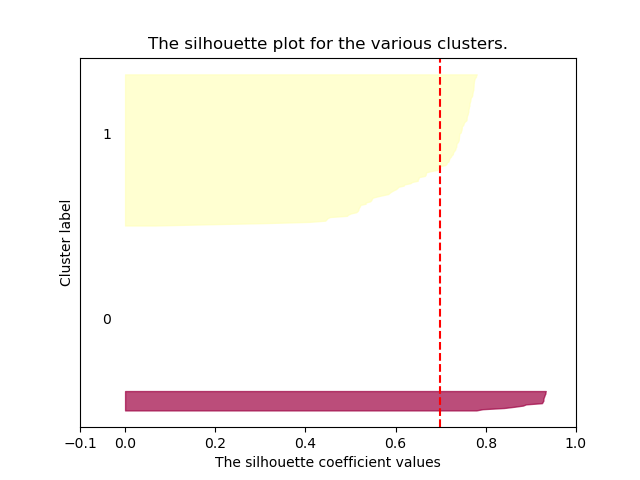 The silhouette plot for the various clusters.
1
0
Cluster label
−0.1 0.0 0.2 0.4 0.6 0.8 1.0
The silhouette coefficient values